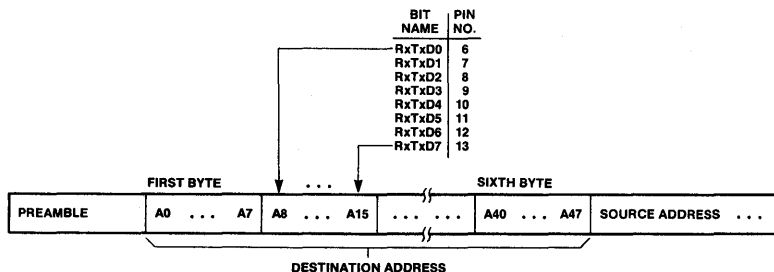 BIT NAME PIN NO.
RxTxD0 6
RxTxD1 7
RxTxD2 8
RxTxD3 9
RxTxD4 10
RxTxD5 11
RxTxD6 12
RxTxD7 13
FIRST BYTE ... SIXTH BYTE
PREAMBLE A0 ... A7 A8 ... A15 ... ... A40 ... A47 SOURCE ADDRESS ...
DESTINATION ADDRESS